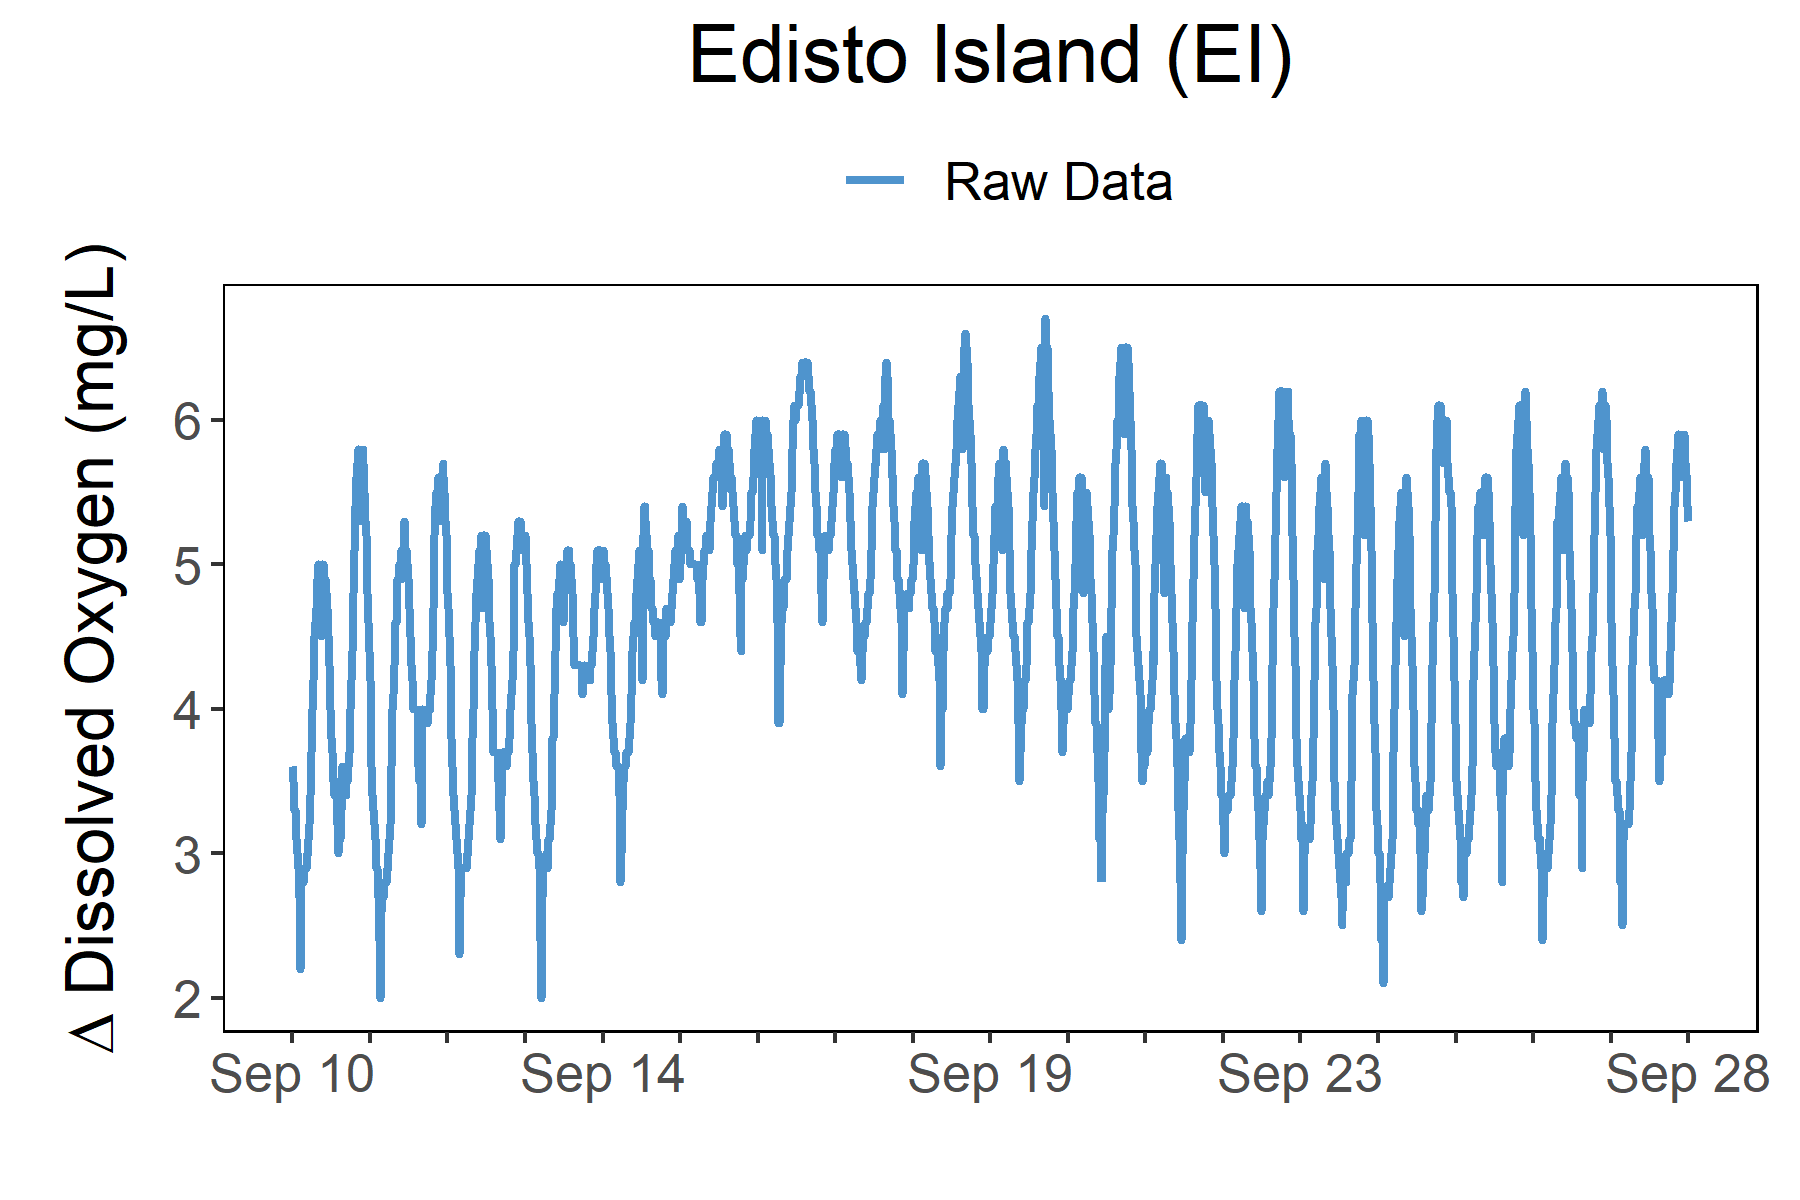 Edisto Island (EI)
Raw Data
Δ Dissolved Oxygen (mg/L)
6
5
4
3
2
Sep 10 Sep 14 Sep 19 Sep 23 Sep 28